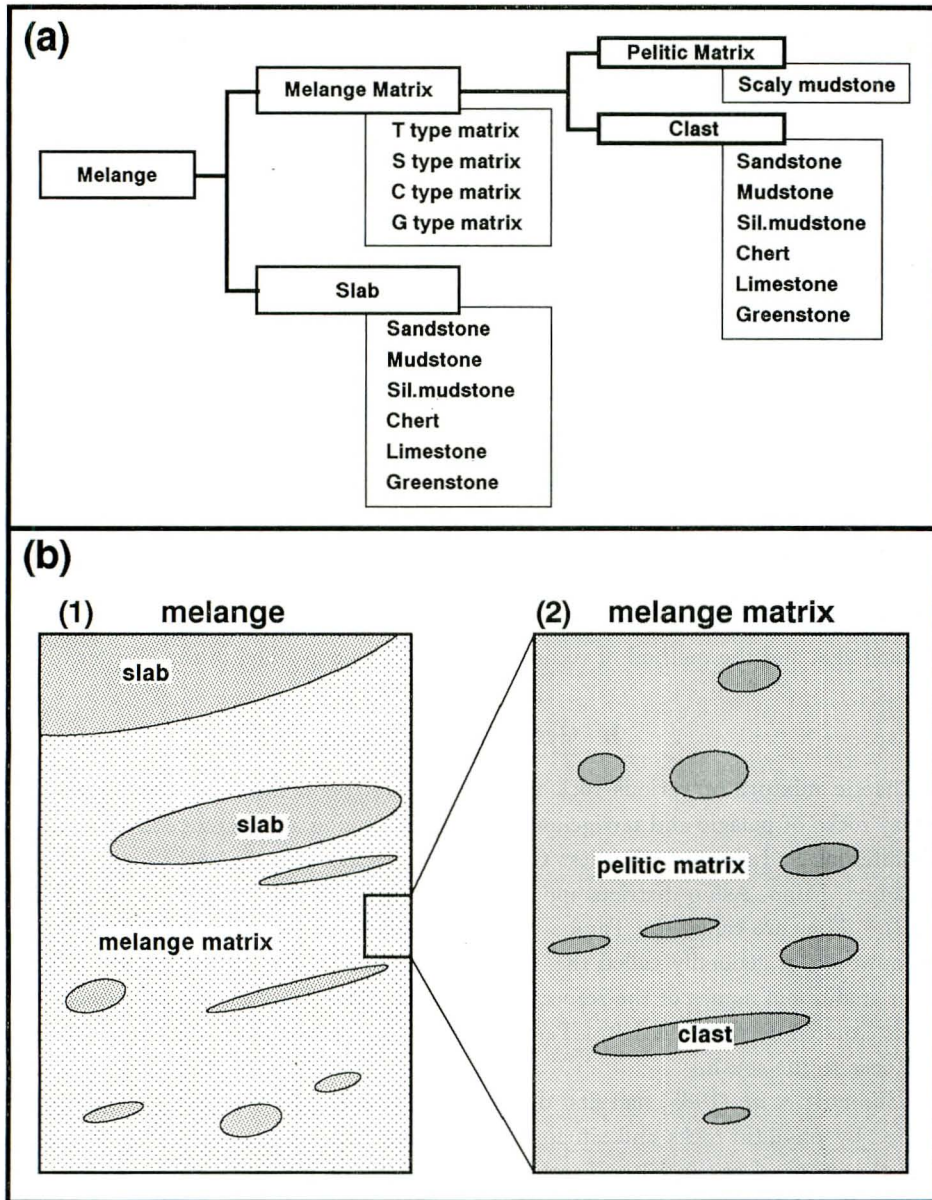 (a)
Melange
Melange Matrix
T type matrix
S type matrix
C type matrix
G type matrix
Slab
Sandstone
Mudstone
Sil.mudstone
Chert
Limestone
Greenstone
Pelitic Matrix
Scaly mudstone
Clast
Sandstone
Mudstone
Sil.mudstone
Chert
Limestone
Greenstone
(b)
(1) melange
slab
slab
melange matrix
(2) melange matrix
pelitic matrix
clast